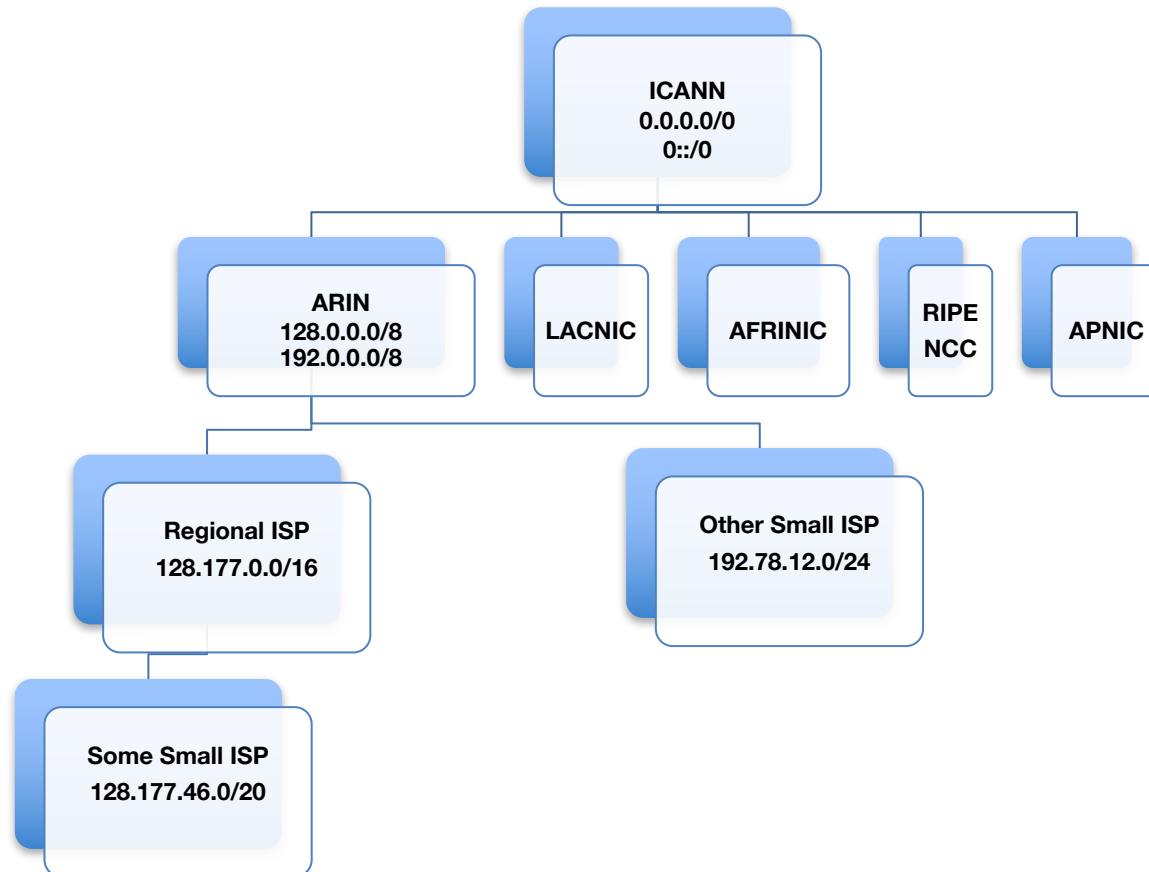 ICANN
0.0.0.0/0
0::/0
ARIN
128.0.0.0/8
192.0.0.0/8
LACNIC
AFRINIC
RIPE
NCC
APNIC
Regional ISP
128.177.0.0/16
Other Small ISP
192.78.12.0/24
Some Small ISP
128.177.46.0/20